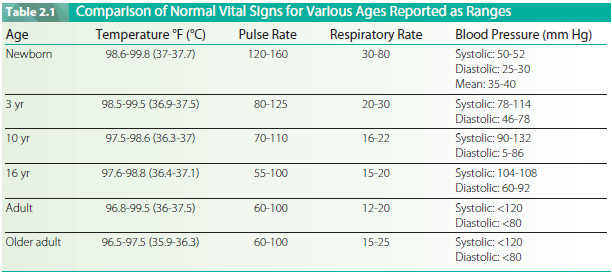 Table 2.1 Comparison of Normal Vital Signs for Various Ages Reported as Ranges
Age Temperature °F (°C) Pulse Rate Respiratory Rate Blood Pressure (mm Hg)
Newborn 98.6-99.8 (37-37.7) 120-160 30-80 Systolic: 50-52
Diastolic: 25-30
Mean: 35-40
3 yr 98.5-99.5 (36.9-37.5) 80-125 20-30 Systolic: 78-114
Diastolic: 46-78
10 yr 97.5-98.6 (36.3-37) 70-110 16-22 Systolic: 90-132
Diastolic: 5-86
16 yr 97.6-98.8 (36.4-37.1) 55-100 15-20 Systolic: 104-108
Diastolic: 60-92
Adult 96.8-99.5 (36-37.5) 60-100 12-20 Systolic: <120
Diastolic: <80
Older adult 96.5-97.5 (35.9-36.3) 60-100 15-25 Systolic: <120
Diastolic: <80